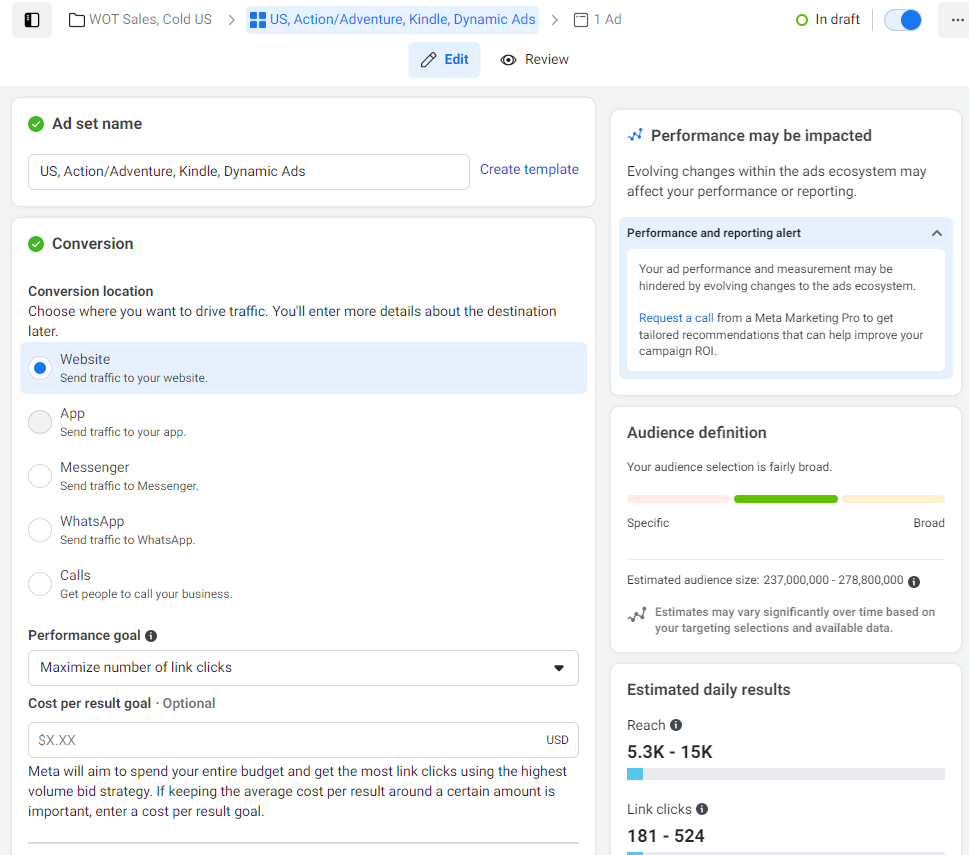 WOT Sales, Cold US
US, Action/Adventure, Kindle, Dynamic Ads
1 Ad
In draft
Edit
Review
Ad set name
US, Action/Adventure, Kindle, Dynamic Ads
Create template
Conversion
Conversion location
Choose where you want to drive traffic. You'll enter more details about the destination
later.
Website
Send traffic to your website.
App
Send traffic to your app.
Messenger
Send traffic to Messenger.
WhatsApp
Send traffic to WhatsApp.
Calls
Get people to call your business.
Performance goal
Maximize number of link clicks
Cost per result goal · Optional
$X.XX
USD
Meta will aim to spend your entire budget and get the most link clicks using the highest
volume bid strategy. If keeping the average cost per result around a certain amount is
important, enter a cost per result goal.
Performance may be impacted
Evolving changes within the ads ecosystem may
affect your performance or reporting.
Performance and reporting alert
Your ad performance and measurement may be
hindered by evolving changes to the ads ecosystem.
Request a call from a Meta Marketing Pro to get
tailored recommendations that can help improve your
campaign ROI.
Audience definition
Your audience selection is fairly broad.
Specific
Broad
Estimated audience size: 237,000,000 - 278,800,000
Estimates may vary significantly over time based on
your targeting selections and available data.
Estimated daily results
Reach
5.3K - 15K
Link clicks
181 - 524